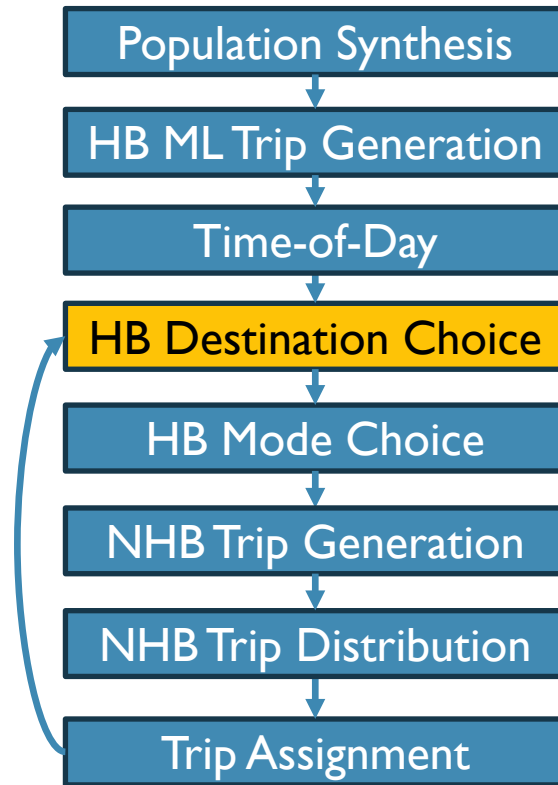 Population Synthesis
HB ML Trip Generation
Time-of-Day
HB Destination Choice
HB Mode Choice
NHB Trip Generation
NHB Trip Distribution
Trip Assignment